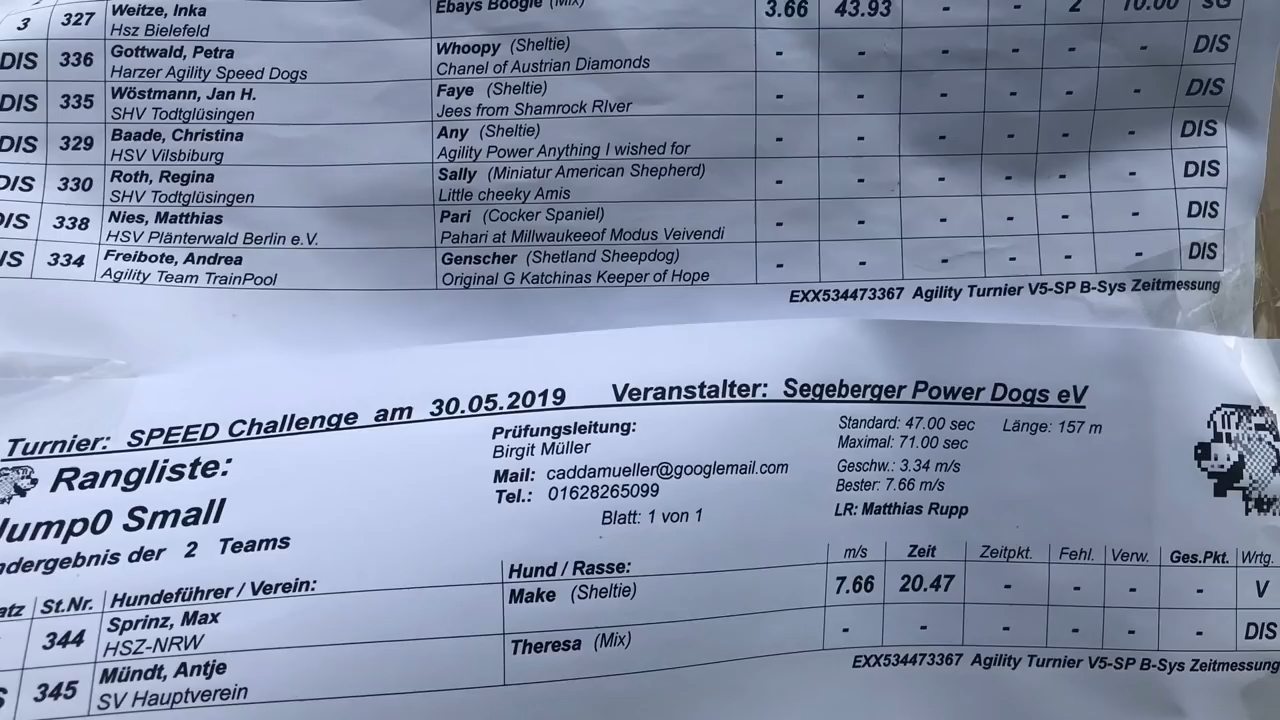 3 327 Weitze, Inka Ebays Boogie (Mix) 3.66 43.93 - - 2 10.00 SG
Hsz Bielefeld
DIS 336 Gottwald, Petra Whoopy (Sheltie) - - - - - - DIS
Harzer Agility Speed Dogs Chanel of Austrian Diamonds
DIS 335 Wöstmann, Jan H. Faye (Sheltie) - - - - - - DIS
SHV Todtglüsingen Jees from Shamrock RIver
DIS 329 Baade, Christina Any (Sheltie) - - - - - - DIS
HSV Vilsbiburg Agility Power Anything I wished for
DIS 330 Roth, Regina Sally (Miniatur American Shepherd) - - - - - - DIS
SHV Todtglüsingen Little cheeky Amis
DIS 338 Nies, Matthias Pari (Cocker Spaniel) - - - - - - DIS
HSV Plänterwald Berlin e.V. Pahari at Millwaukeeof Modus Veivendi
IS 334 Freibote, Andrea Genscher (Shetland Sheepdog) - - - - - - DIS
Agility Team TrainPool Original G Katchinas Keeper of Hope
EXX534473367 Agility Turnier V5-SP B-Sys Zeitmessung
Turnier: SPEED Challenge am 30.05.2019 Veranstalter: Segeberger Power Dogs eV
Rangliste:
Jump0 Small
ndergebnis der 2 Teams
Prüfungsleitung:
Birgit Müller
Mail: caddamueller@googlemail.com
Tel.: 01628265099
Blatt: 1 von 1
Standard: 47.00 sec Länge: 157 m
Maximal: 71.00 sec
Geschw.: 3.34 m/s
Bester: 7.66 m/s
LR: Matthias Rupp
atz St.Nr. Hundeführer / Verein: Hund / Rasse: m/s Zeit Zeitpkt. Fehl. Verw. Ges.Pkt. Wrtg.
344 Sprinz, Max Make (Sheltie) 7.66 20.47 - - - - V
HSZ-NRW
S 345 Mündt, Antje Theresa (Mix) - - - - - - DIS
SV Hauptverein
EXX534473367 Agility Turnier V5-SP B-Sys Zeitmessung